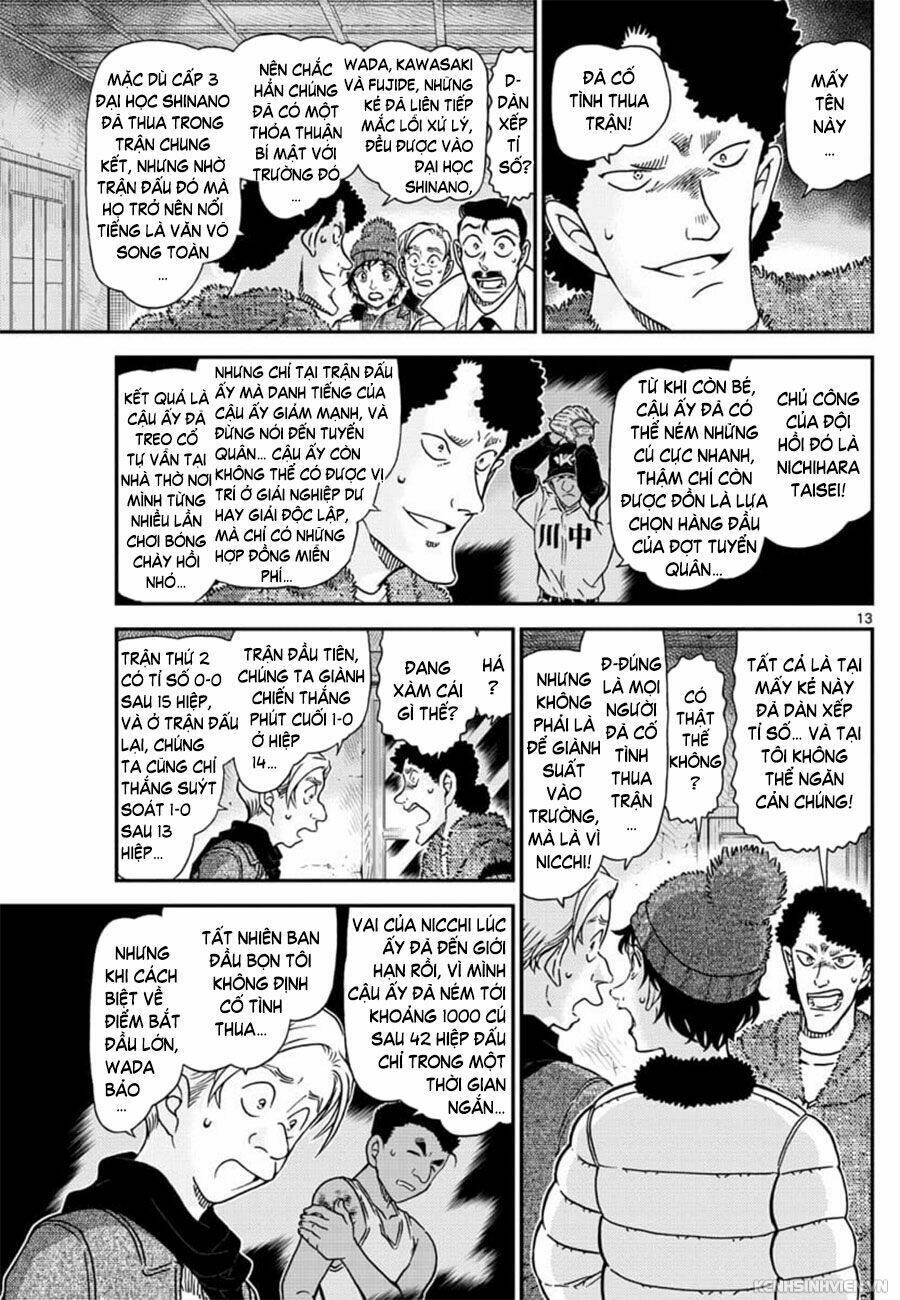 MẤY
TÊN
NÀY
...
ĐÃ CỐ
TÌNH THUA
TRẬN!
D-
DÀN
XẾP
TỈ
SỐ?
WADA, KAWASAKI
VÀ FUJIDE, NHỮNG
KẺ ĐÃ LIÊN TIẾP
MẮC LỖI XỬ LÝ,
ĐỀU ĐƯỢC VÀO
ĐẠI HỌC SHINANO,
NÊN CHẮC
HẲN CHÚNG
ĐÃ CÓ MỘT
THỎA THUẬN
BÍ MẬT VỚI
TRƯỜNG ĐÓ
...
MẶC DÙ CẤP 3
ĐẠI HỌC SHINANO
ĐÃ THUA TRONG
TRẬN CHUNG
KẾT, NHƯNG NHỜ
TRẬN ĐẤU ĐÓ MÀ
HỌ TRỞ NÊN NỔI
TIẾNG LÀ VĂN VÕ
SONG TOÀN
...
CHỦ CÔNG
CỦA ĐỘI
HỒI ĐÓ LÀ
NICHIHARA
TAISEI!
TỪ KHI CÒN BÉ,
CẬU ẤY ĐÃ CÓ
THỂ NÉM NHỮNG
CÚ CỰC NHANH,
THẬM CHÍ CÒN
ĐƯỢC ĐỒN LÀ LỰA
CHỌN HÀNG ĐẦU
CỦA ĐỢT TUYỂN
QUÂN...
NK
川中
NHƯNG CHỈ TẠI TRẬN ĐẤU
ẤY MÀ DANH TIẾNG CỦA
CẬU ẤY GIẢM MẠNH, VÀ
ĐỪNG NÓI ĐẾN TUYỂN
QUÂN... CẬU ẤY CÒN
KHÔNG THỂ CÓ ĐƯỢC VỊ
TRÍ Ở GIẢI NGHIỆP DƯ
HAY GIẢI ĐỘC LẬP,
MÀ CHỈ CÓ NHỮNG
HỢP ĐỒNG MIỄN
PHÍ...
KẾT QUẢ LÀ
CẬU ẤY ĐÃ
TREO CỔ
TỰ VẪN TẠI
NHÀ THỜ NƠI
MÌNH TỪNG
NHIỀU LẦN
CHƠI BÓNG
CHÀY HỒI
NHỎ...
13
TẤT CẢ LÀ TẠI
MẤY KẺ NÀY
ĐÃ DÀN XẾP
TỈ SỐ... VÀ TẠI
TÔI KHÔNG
THỂ NGĂN
CẢN CHÚNG!
CÓ
THẬT THẾ
KHÔNG
?
Đ-ĐÚNG
LÀ MỌI
NGƯỜI
ĐÃ CỐ
TÌNH
THUA
TRẬN
...
NHƯNG
KHÔNG
PHẢI LÀ
ĐỂ GIÀNH
SUẤT
VÀO
TRƯỜNG,
MÀ LÀ VÌ
NICCHI!
HẢ
?
ĐANG
XÀM CÁI
GÌ THẾ?
TRẬN ĐẦU TIÊN,
CHÚNG TA GIÀNH
CHIẾN THẮNG
PHÚT CUỐI 1-0
Ở HIỆP
14...
TRẬN THỨ 2
CÓ TỈ SỐ 0-0
SAU 15 HIỆP,
VÀ Ở TRẬN ĐẤU
LẠI, CHÚNG
TA CŨNG CHỈ
THẮNG SUÝT
SOÁT 1-0
SAU 13
HIỆP...
VAI CỦA NICCHI LÚC
ẤY ĐÃ ĐẾN GIỚI
HẠN RỒI, VÌ MÌNH
CẬU ẤY ĐÃ NÉM TỚI
KHOẢNG 1000 CÚ
SAU 42 HIỆP ĐẤU
CHỈ TRONG MỘT
THỜI GIAN
NGẮN...
TẤT NHIÊN BAN
ĐẦU BỌN TÔI
KHÔNG ĐỊNH
CỐ TÌNH
THUA...
NHƯNG
KHI CÁCH
BIỆT VỀ
ĐIỂM BẮT
ĐẦU LỚN,
WADA
BẢO
...
KENHSINHVIEN.VN